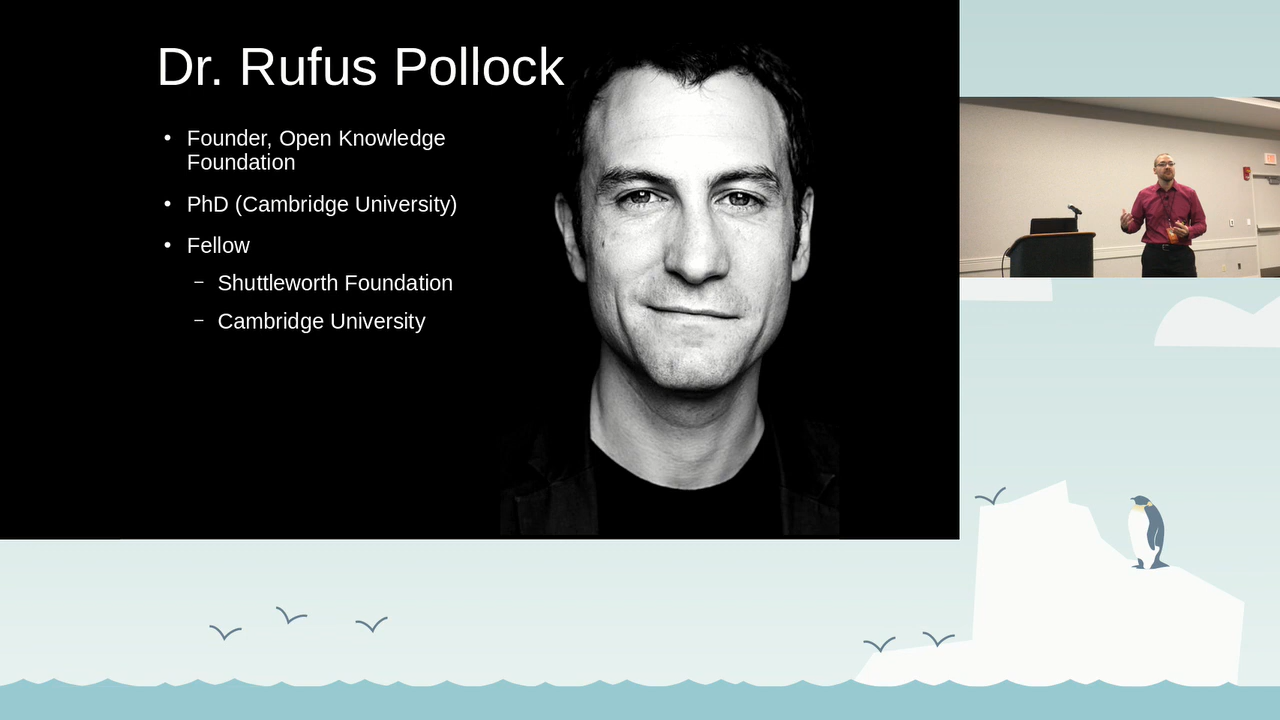 Dr. Rufus Pollock
• Founder, Open Knowledge
Foundation
• PhD (Cambridge University)
• Fellow
– Shuttleworth Foundation
– Cambridge University